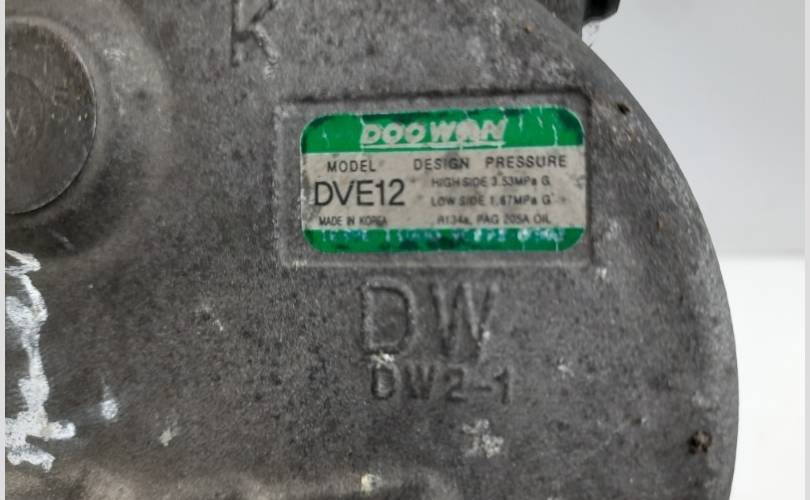 K
DOOWON
MODEL DESIGN PRESSURE
DVE12 HIGH SIDE 3.53MPa G
LOW SIDE 1.67MPa G
MADE IN KOREA R134a, PAG 205A OIL
DW
DW2-1